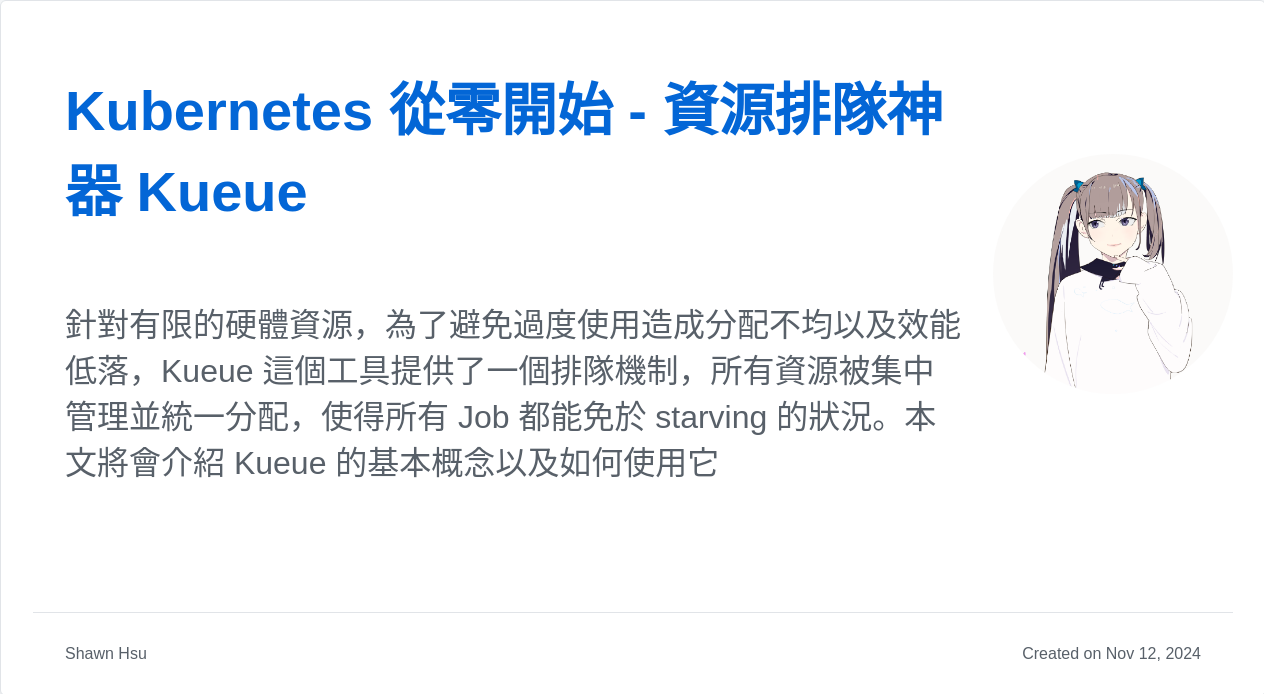 Kubernetes 從零開始 - 資源排隊神
器 Kueue
針對有限的硬體資源，為了避免過度使用造成分配不均以及效能
低落，Kueue 這個工具提供了一個排隊機制，所有資源被集中
管理並統一分配，使得所有 Job 都能免於 starving 的狀況。本
文將會介紹 Kueue 的基本概念以及如何使用它
Shawn Hsu
Created on Nov 12, 2024